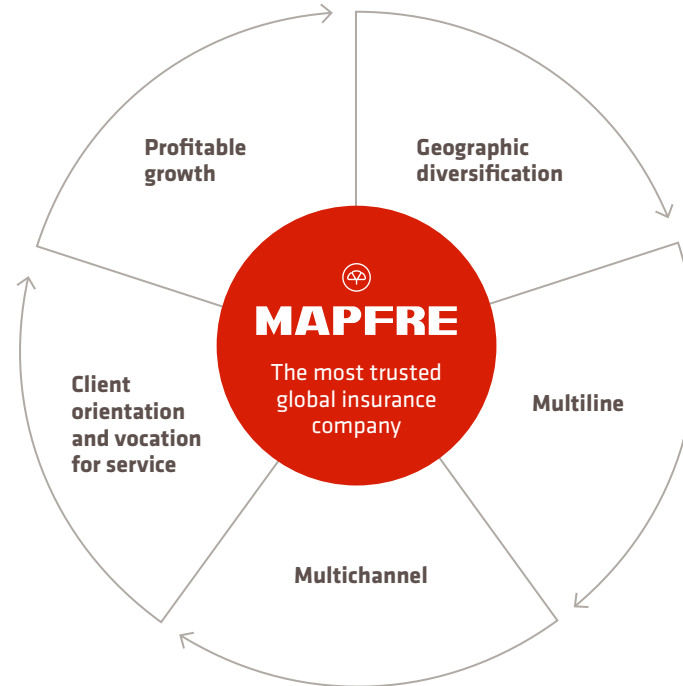 Profitable
growth
Geographic
diversification
MAPFRE
The most trusted
global insurance
company
Client
orientation
and vocation
for service
Multiline
Multichannel